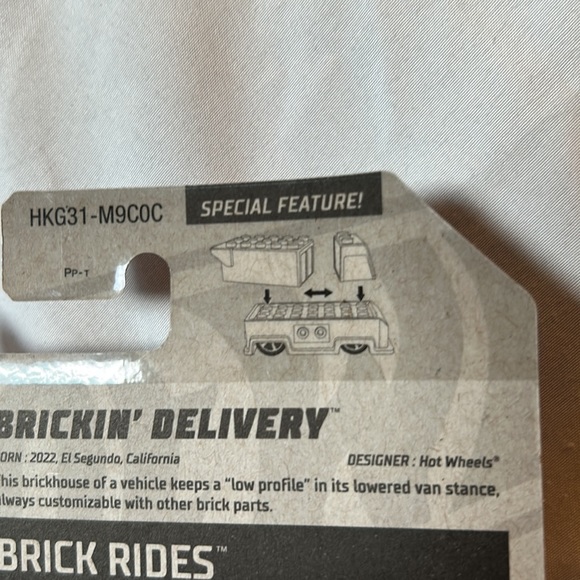 HKG31-M9C0C
SPECIAL FEATURE!
PP-T
BRICKIN' DELIVERY™
ORN : 2022, El Segundo, California
DESIGNER : Hot Wheels®
his brickhouse of a vehicle keeps a “low profile” in its lowered van stance,
lways customizable with other brick parts.
BRICK RIDES™